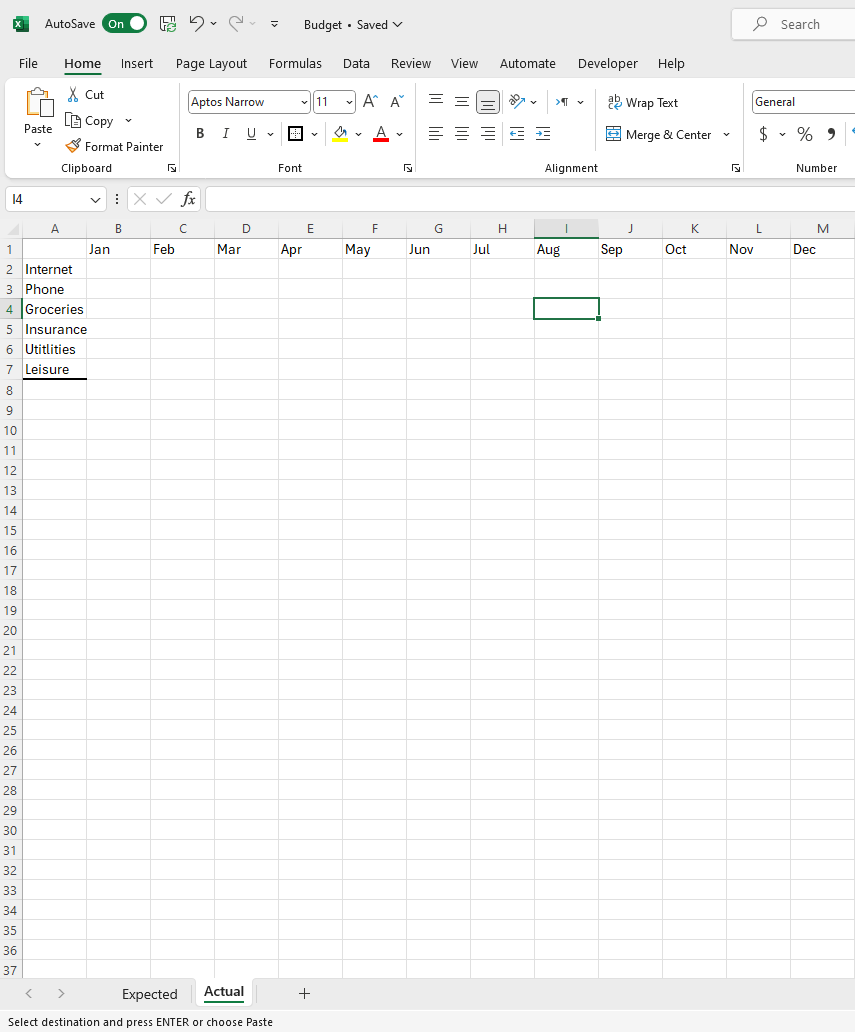 AutoSave On Budget • Saved Search
File Home Insert Page Layout Formulas Data Review View Automate Developer Help
Paste Cut Copy Format Painter Clipboard
Aptos Narrow 11 B I U A Font
Wrap Text Merge & Center Alignment
General $ % Number
I4 fx
A B C D E F G H I J K L M
1 Jan Feb Mar Apr May Jun Jul Aug Sep Oct Nov Dec
2 Internet
3 Phone
4 Groceries
5 Insurance
6 Utitlities
7 Leisure
8
9
10
11
12
13
14
15
16
17
18
19
20
21
22
23
24
25
26
27
28
29
30
31
32
33
34
35
36
37
Expected Actual
Select destination and press ENTER or choose Paste